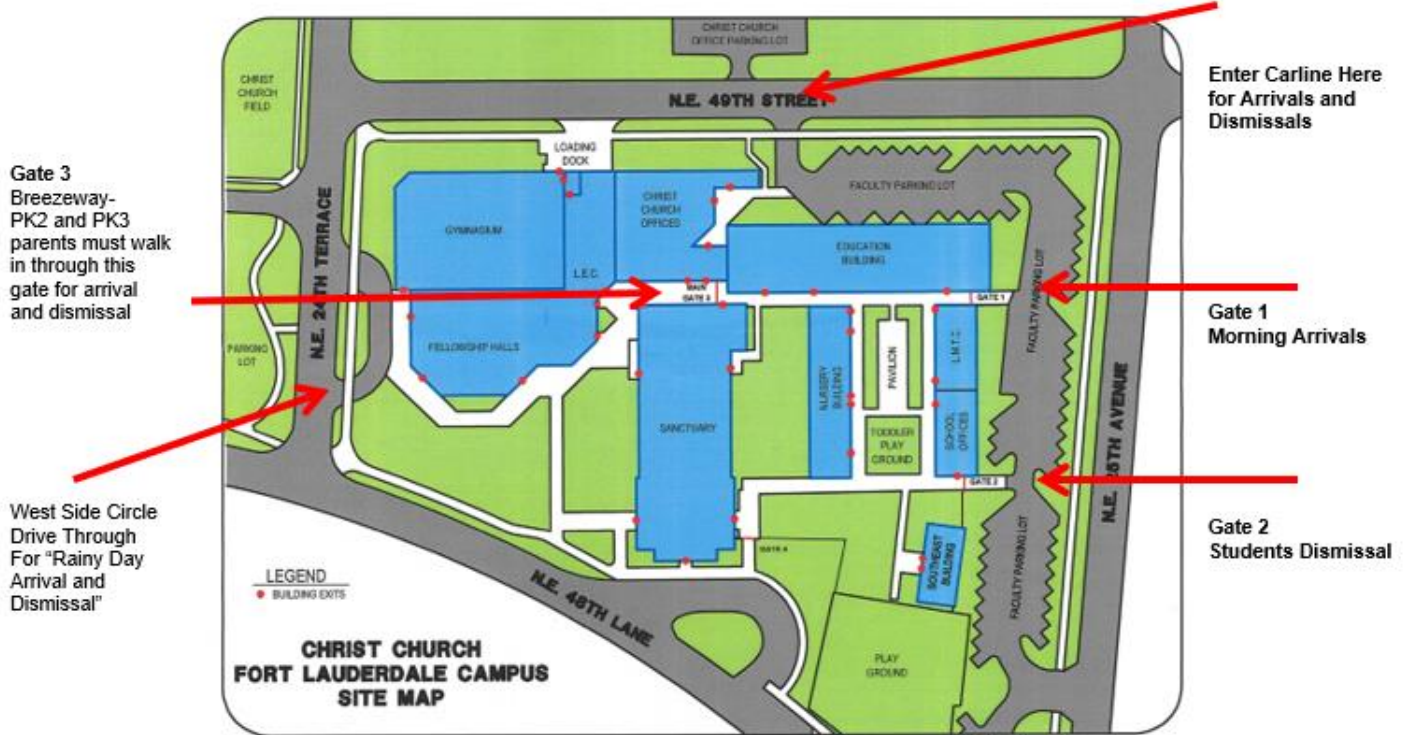 CHRIST CHURCH
OFFICE PARKING LOT
CHRIST
CHURCH
FIELD
N.E. 49TH STREET
Enter Carline Here
for Arrivals and
Dismissals
Gate 3
Breezeway-
PK2 and PK3
parents must walk
in through this
gate for arrival
and dismissal
LOADING
DOCK
FACULTY PARKING LOT
CHRIST
CHURCH
OFFICES
GYMNASIUM
EDUCATION
BUILDING
L.E.C.
N.E. 24TH TERRACE
MAIN
GATE 3
GATE 1
FACULTY PARKING LOT
Gate 1
Morning Arrivals
PARKING
LOT
FELLOWSHIP HALLS
NURSERY
BUILDING
PAVILION
L.M.T.C.
SANCTUARY
TODDLER
PLAY
GROUND
SCHOOL
OFFICES
N.E. 25TH AVENUE
GATE 2
West Side Circle
Drive Through
For “Rainy Day
Arrival and
Dismissal”
Gate 2
Students Dismissal
GATE 4
SOUTHEAST
BUILDING
FACULTY PARKING LOT
LEGEND
BUILDING EXITS
N.E. 48TH LANE
PLAY
GROUND
CHRIST CHURCH
FORT LAUDERDALE CAMPUS
SITE MAP